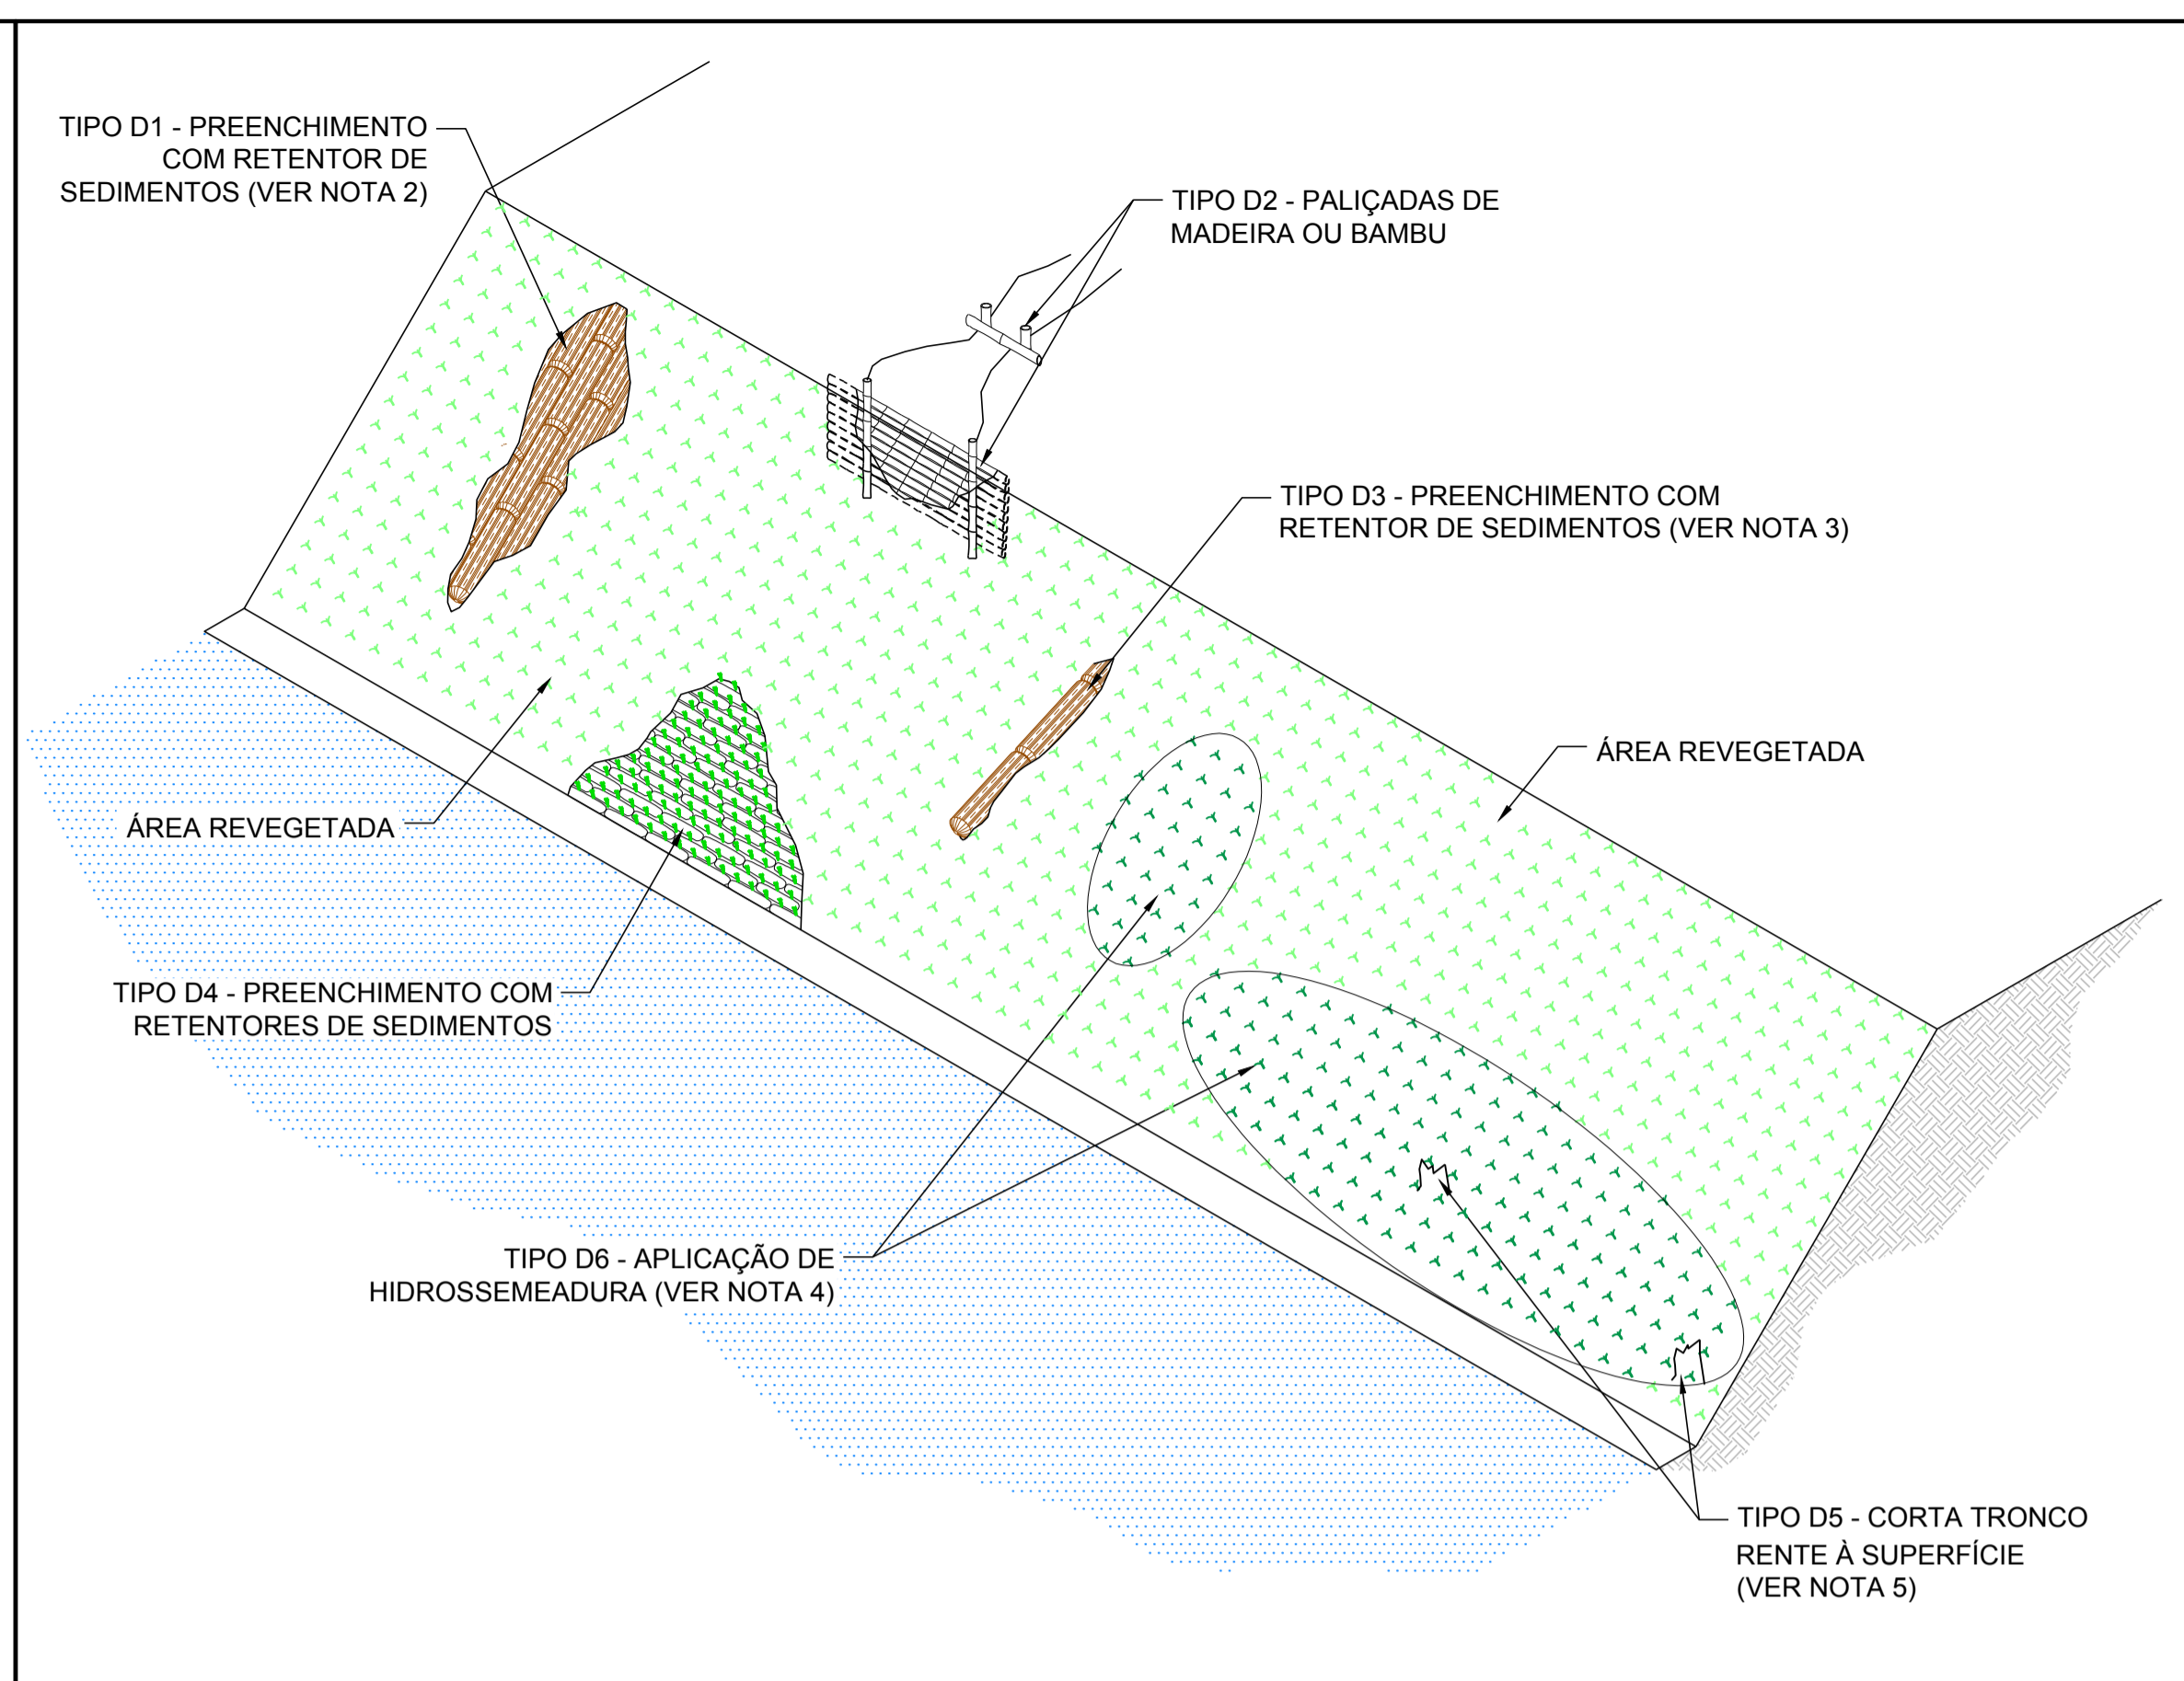 TIPO D1 - PREENCHIMENTO
COM RETENTOR DE
SEDIMENTOS (VER NOTA 2)
TIPO D2 - PALIÇADAS DE
MADEIRA OU BAMBU
TIPO D3 - PREENCHIMENTO COM
RETENTOR DE SEDIMENTOS (VER NOTA 3)
ÁREA REVEGETADA
ÁREA REVEGETADA
TIPO D4 - PREENCHIMENTO COM
RETENTORES DE SEDIMENTOS
TIPO D6 - APLICAÇÃO DE
HIDROSSEMEADURA (VER NOTA 4)
TIPO D5 - CORTA TRONCO
RENTE À SUPERFÍCIE
(VER NOTA 5)